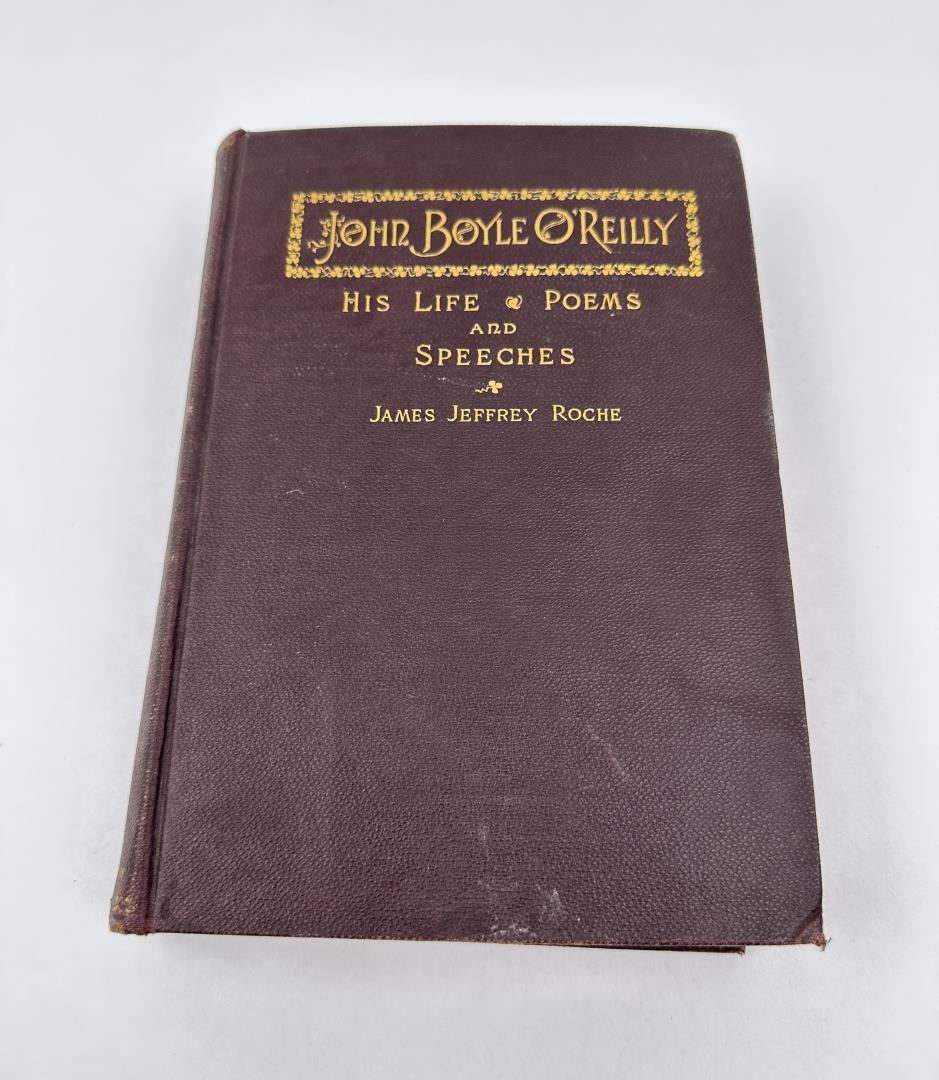 John Boyle O'Reilly
His Life Poems
and
Speeches
James Jeffrey Roche